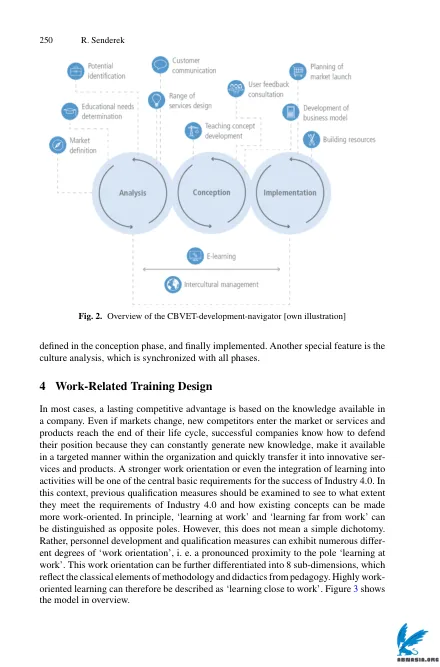 250 R. Senderek
Potential
identification
Customer
communication
Planning of
market launch
Educational needs
determination
Range of
services design
User feedback
consultation
Development of
business model
Market
definition
Teaching concept
development
Building resources
Analysis
Conception
Implementation
E-learning
Intercultural management
Fig. 2. Overview of the CBVET-development-navigator [own illustration]
defined in the conception phase, and finally implemented. Another special feature is the
culture analysis, which is synchronized with all phases.
4 Work-Related Training Design
In most cases, a lasting competitive advantage is based on the knowledge available in
a company. Even if markets change, new competitors enter the market or services and
products reach the end of their life cycle, successful companies know how to defend
their position because they can constantly generate new knowledge, make it available
in a targeted manner within the organization and quickly transfer it into innovative ser-
vices and products. A stronger work orientation or even the integration of learning into
activities will be one of the central basic requirements for the success of Industry 4.0. In
this context, previous qualification measures should be examined to see to what extent
they meet the requirements of Industry 4.0 and how existing concepts can be made
more work-oriented. In principle, ‘learning at work’ and ‘learning far from work’ can
be distinguished as opposite poles. However, this does not mean a simple dichotomy.
Rather, personnel development and qualification measures can exhibit numerous differ-
ent degrees of ‘work orientation’, i. e. a pronounced proximity to the pole ‘learning at
work’. This work orientation can be further differentiated into 8 sub-dimensions, which
reflect the classical elements of methodology and didactics from pedagogy. Highly work-
oriented learning can therefore be described as ‘learning close to work’. Figure 3 shows
the model in overview.